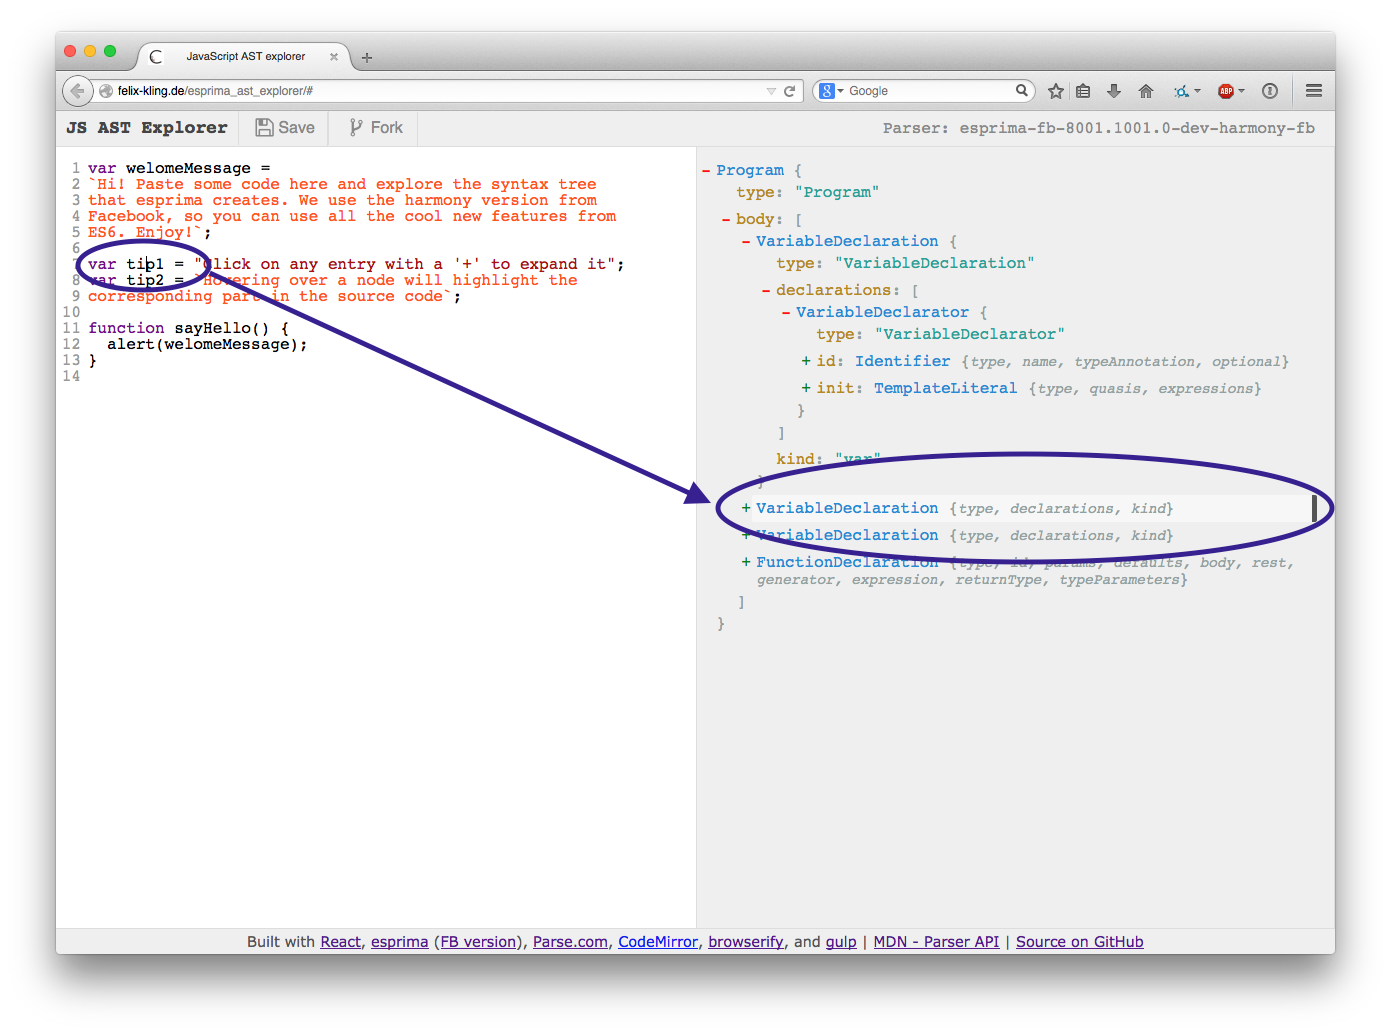 JavaScript AST explorer
felix-kling.de/esprima_ast_explorer/#
8 Google
ABP
JS AST Explorer Save Fork Parser: esprima-fb-8001.1001.0-dev-harmony-fb
1 var welomeMessage =
2 `Hi! Paste some code here and explore the syntax tree
3 that esprima creates. We use the harmony version from
4 Facebook, so you can use all the cool new features from
5 ES6. Enjoy!`;
6
7 var tip1 = "Click on any entry with a '+' to expand it";
8 var tip2 = `Hovering over a node will highlight the
9 corresponding part in the source code`;
10
11 function sayHello() {
12 alert(welomeMessage);
13 }
14
- Program {
type: "Program"
- body: [
- VariableDeclaration {
type: "VariableDeclaration"
- declarations: [
- VariableDeclarator {
type: "VariableDeclarator"
+ id: Identifier {type, name, typeAnnotation, optional}
+ init: TemplateLiteral {type, quasis, expressions}
}
]
kind: "var"
}
+ VariableDeclaration {type, declarations, kind}
+ VariableDeclaration {type, declarations, kind}
+ FunctionDeclaration {type, id, params, defaults, body, rest,
generator, expression, returnType, typeParameters}
]
}
Built with React, esprima (FB version), Parse.com, CodeMirror, browserify, and gulp | MDN - Parser API | Source on GitHub